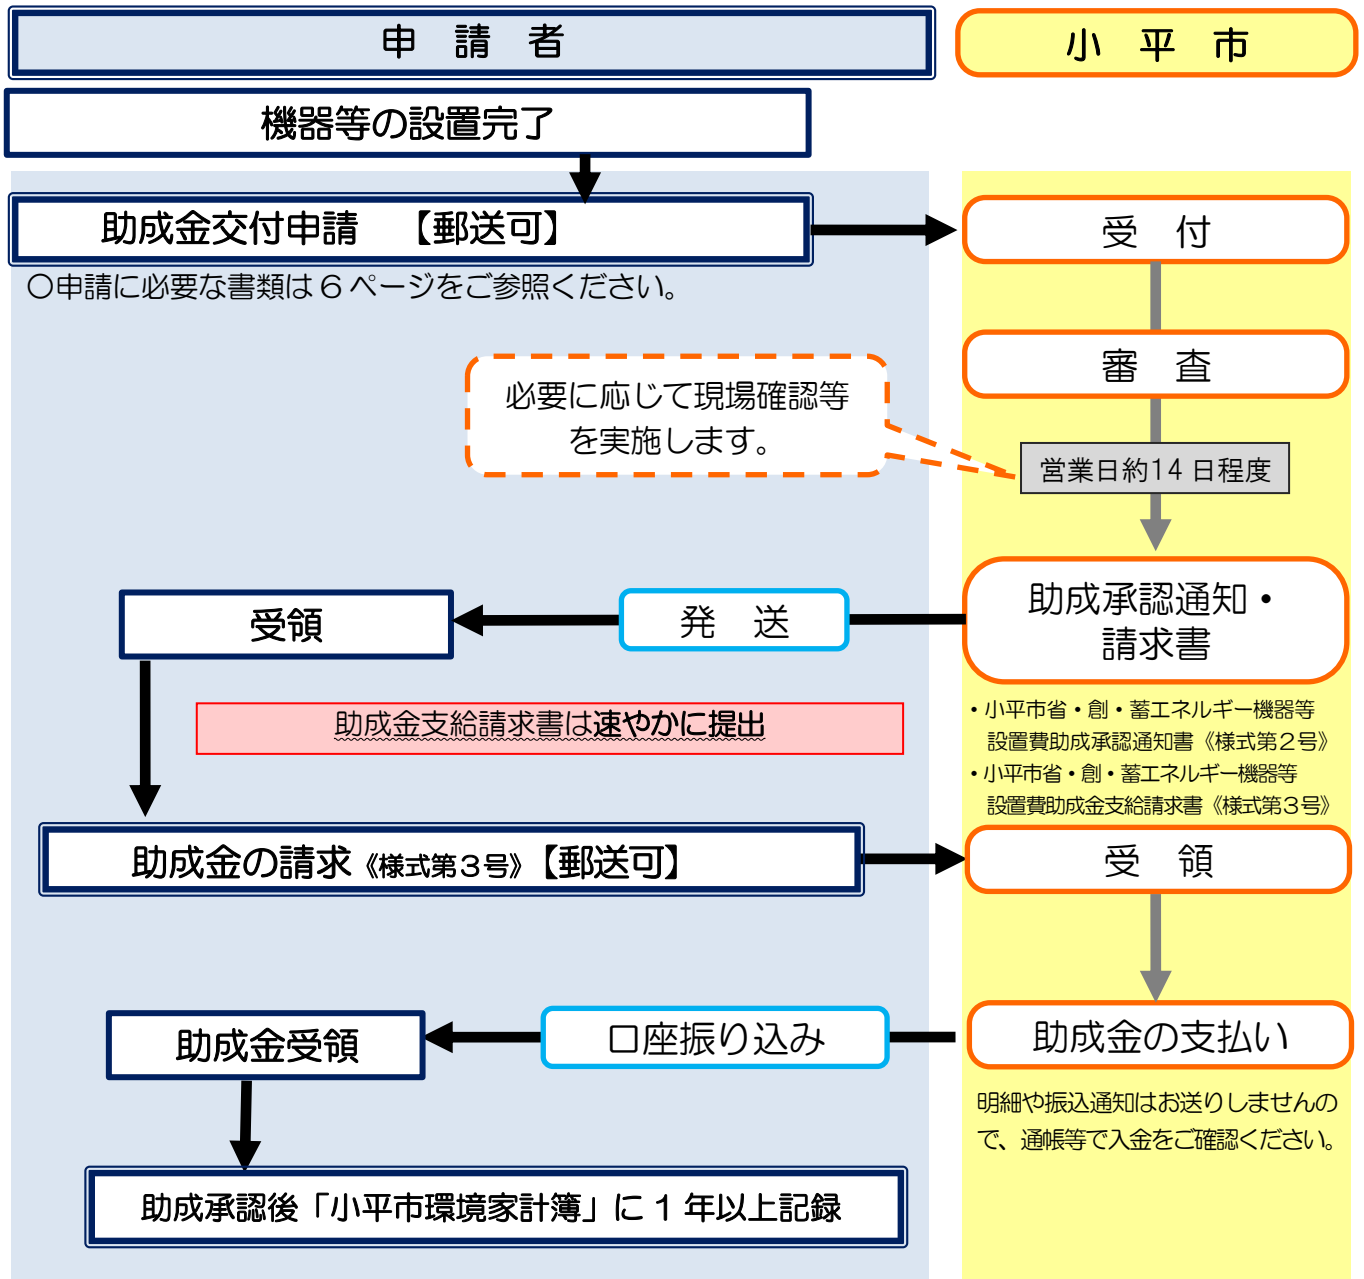 申　請　者
小　平　市
機器等の設置完了
助成金交付申請　【郵送可】
受　付
〇申請に必要な書類は６ページをご参照ください。
審　査
必要に応じて現場確認等
を実施します。
営業日約14 日程度
助成承認通知・
請求書
発　送
受領
・小平市省・創・蓄エネルギー機器等
設置費助成承認通知書《様式第２号》
・小平市省・創・蓄エネルギー機器等
設置費助成金支給請求書《様式第３号》
助成金支給請求書は速やかに提出
助成金の請求《様式第３号》【郵送可】
受　領
助成金の支払い
口座振り込み
助成金受領
明細や振込通知はお送りしませんの
で、通帳等で入金をご確認ください。
助成承認後「小平市環境家計簿」に１年以上記録